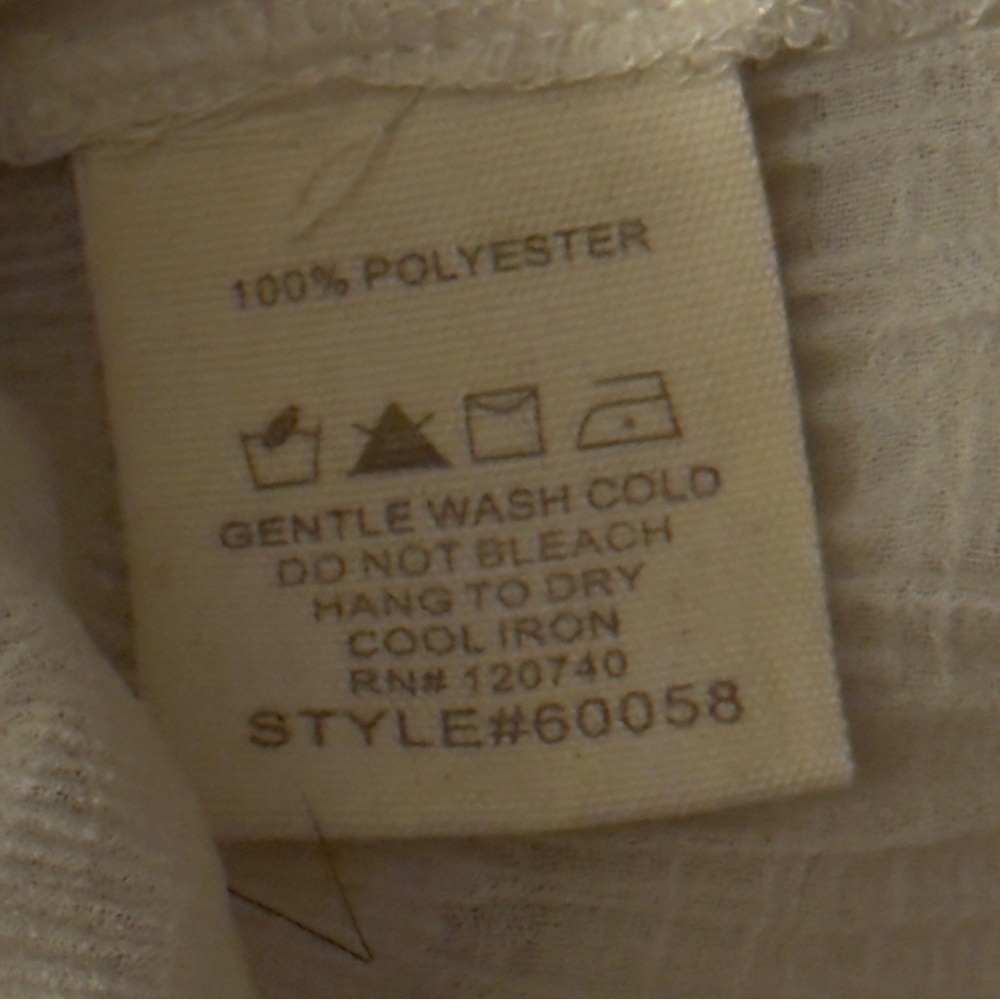 100% POLYESTER
GENTLE WASH COLD
DO NOT BLEACH
HANG TO DRY
COOL IRON
RN# 120740
STYLE#60058